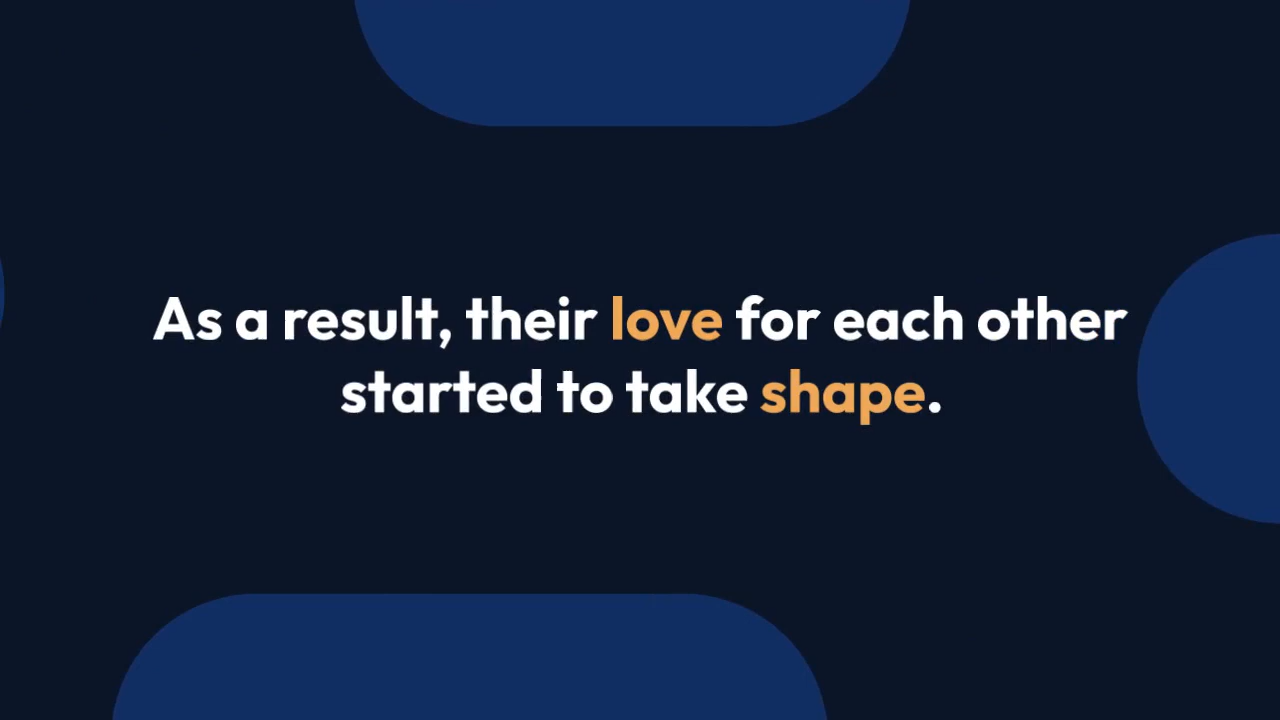 As a result, their love for each other
started to take shape.